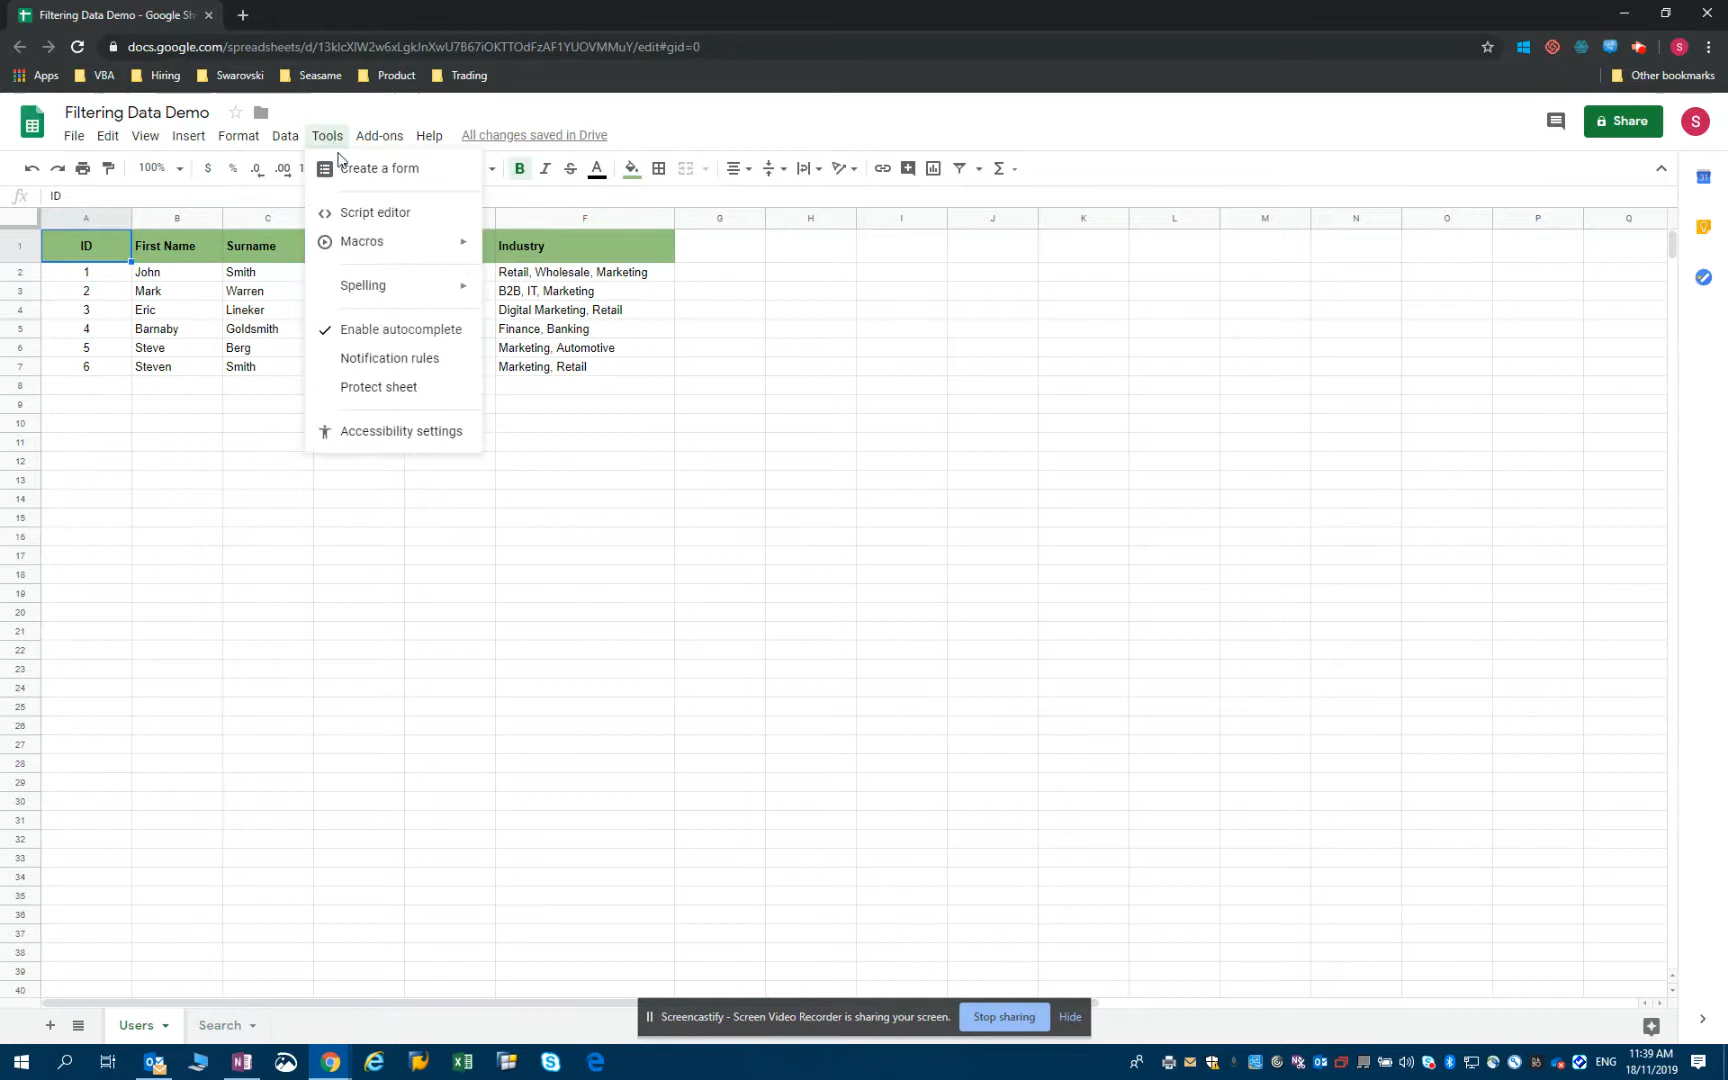 Filtering Data Demo - Google Sh
docs.google.com/spreadsheets/d/13klcXlW2w6xLgkJnXwU7B67iOKTTOdFzAF1YUOVMMuY/edit#gid=0
S
Apps VBA Hiring Swarovski Seasame Product Trading Other bookmarks
Filtering Data Demo
File Edit View Insert Format Data Tools Add-ons Help All changes saved in Drive
Share
S
100% $ % .0 .00 1 B I S A Σ
31
fx ID
A B C F G H I J K L M N O P Q
1 ID First Name Surname Industry
2 1 John Smith Retail, Wholesale, Marketing
3 2 Mark Warren B2B, IT, Marketing
4 3 Eric Lineker Digital Marketing, Retail
5 4 Barnaby Goldsmith Finance, Banking
6 5 Steve Berg Marketing, Automotive
7 6 Steven Smith Marketing, Retail
8
9
10
11
12
13
14
15
16
17
18
19
20
21
22
23
24
25
26
27
28
29
30
31
32
33
34
35
36
37
38
39
40
Create a form
Script editor
Macros
Spelling
Enable autocomplete
Notification rules
Protect sheet
Accessibility settings
Users Search
Screencastify - Screen Video Recorder is sharing your screen. Stop sharing Hide
ENG
11:39 AM
18/11/2019